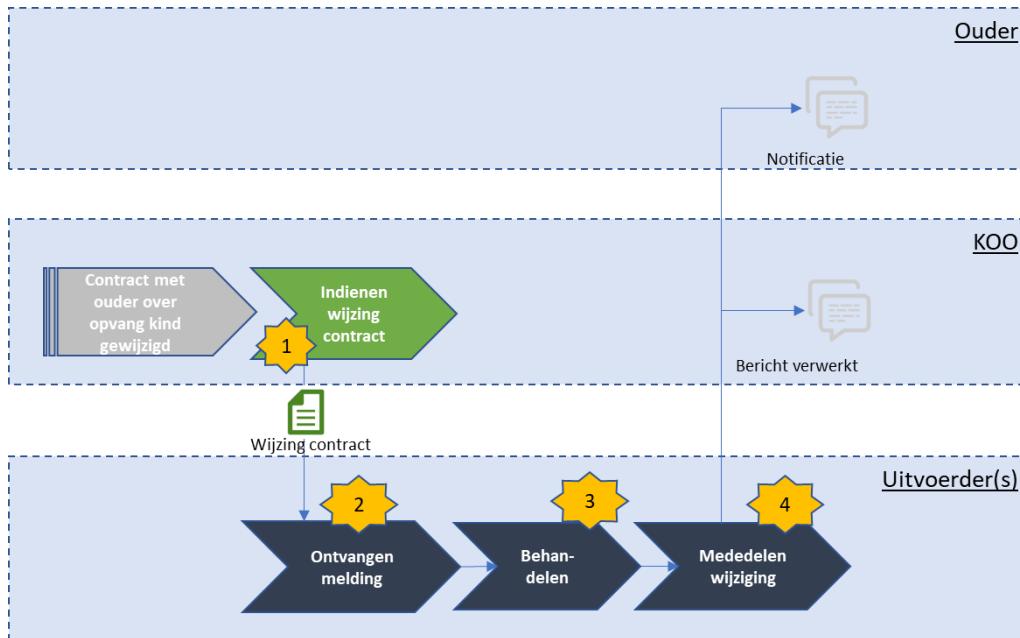 Ouder
Notificatie
KOO
Contract met
ouder over
opvang kind
gewijzigd
Indienen
wijzing
contract
1
Bericht verwerkt
Wijzing contract
Uitvoerder(s)
2
3
4
Ontvangen
melding
Behan-
delen
Mededelen
wijziging